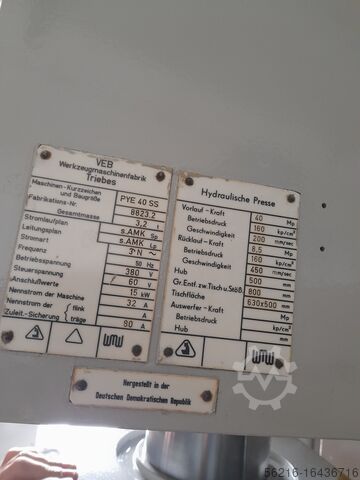 VEB
Werkzeugmaschinenfabrik
Triebes
Maschinen-Kurzzeichen und Baugröße PYE 40 SS
Fabrikations-Nr. 8823.2
Gesamtmasse 3,2 t
Stromlaufplan s.AMK Sp
Leitungsplan s.AMK Lp
Stromart 3~N
Frequenz 50 Hz
Betriebsspannung 380 V
Steuerspannung 60 V
Anschlußwerte 15 kW
Nennstrom der Maschine 32 A
Nennstrom der flink A
Zuleit.-Sicherung träge 80 A
WMW
Hydraulische Presse
Vorlauf - Kraft 40 Mp
Betriebsdruck 160 kp/cm²
Geschwindigkeit 200 mm/sec
Rücklauf - Kraft 8,5 Mp
Betriebsdruck 160 kp/cm²
Geschwindigkeit 450 mm/sec
Hub 500 mm
Gr. Entf. zw. Tisch u. Stöß. 800 mm
Tischfläche 630x500 mm
Auswerfer - Kraft Mp
Betriebsdruck kp/cm²
Hub mm
WMW
Hergestellt in der
Deutschen Demokratischen Republik
56216-16436716